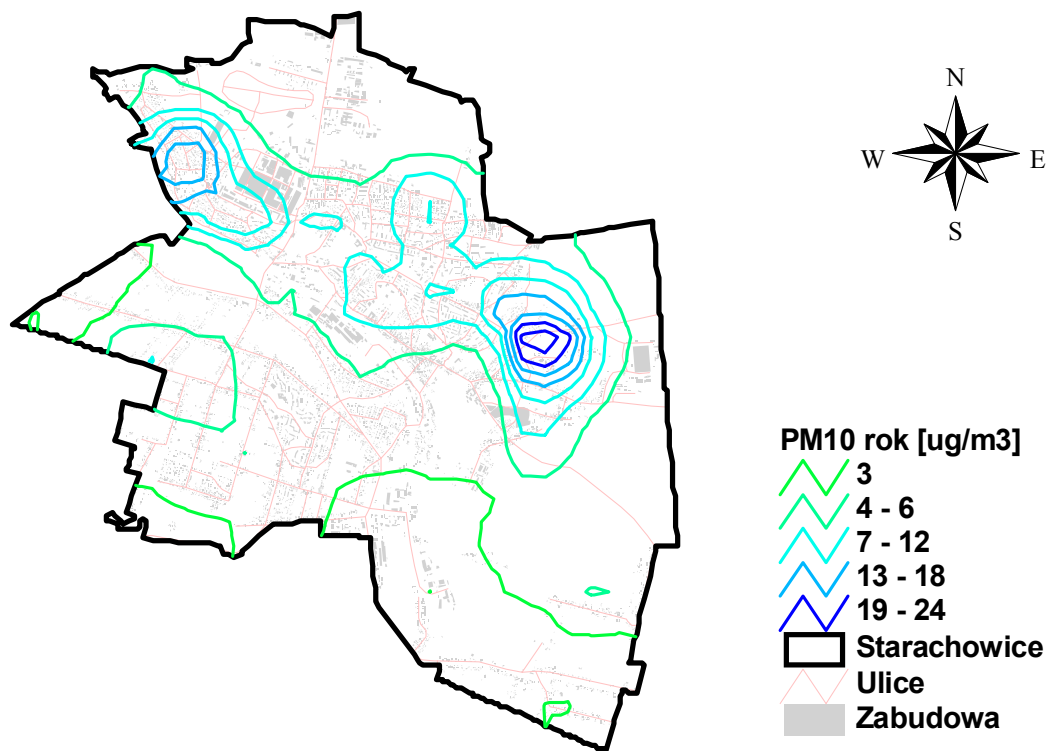 N
W
E
S
PM10 rok [ug/m3]
3
4 - 6
7 - 12
13 - 18
19 - 24
Starachowice
Ulice
Zabudowa